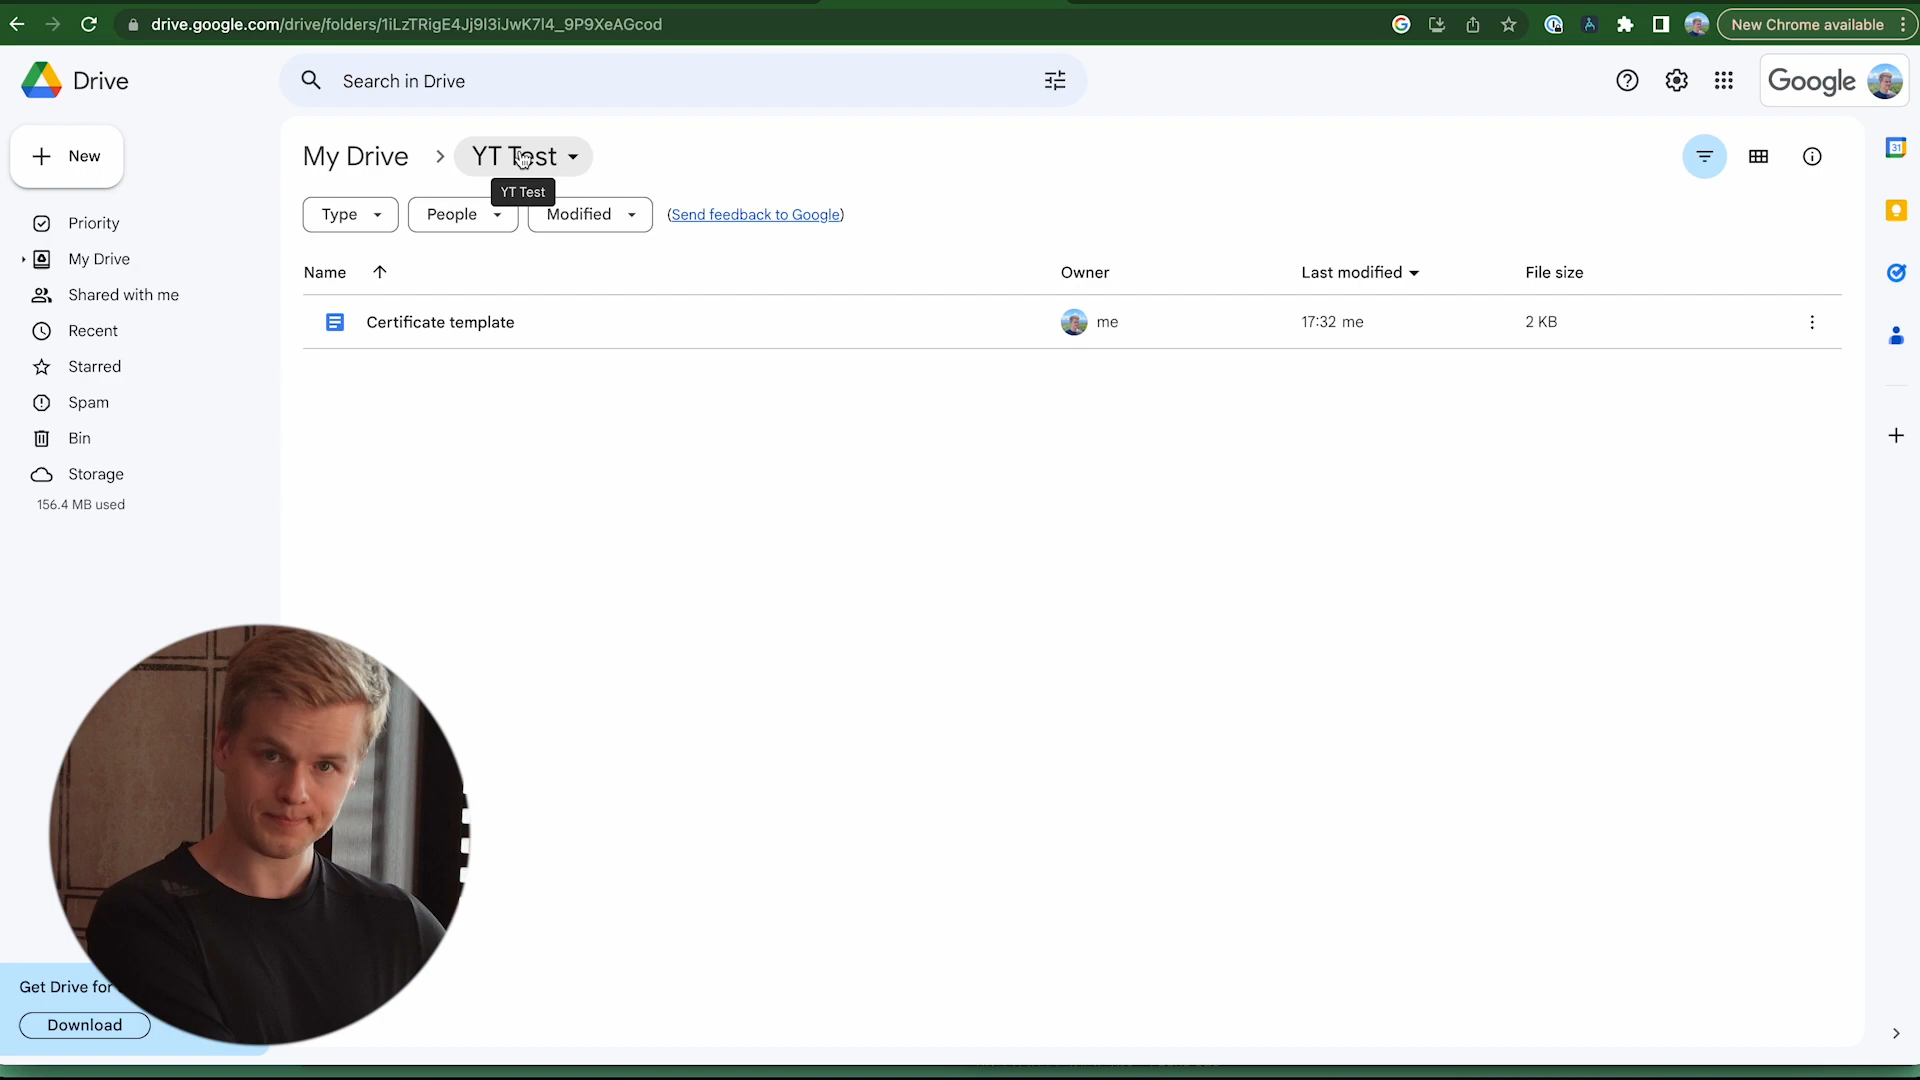 drive.google.com/drive/folders/1iLzTRigE4Jj9I3iJwK7l4_9P9XeAGcod
New Chrome available
Drive
Search in Drive
Google
New
My Drive
YT Test
YT Test
Type
People
Modified
(Send feedback to Google)
Priority
My Drive
Shared with me
Recent
Starred
Spam
Bin
Storage
156.4 MB used
Name
Owner
Last modified
File size
Certificate template
me
17:32 me
2 KB
31
Get Drive for
Download